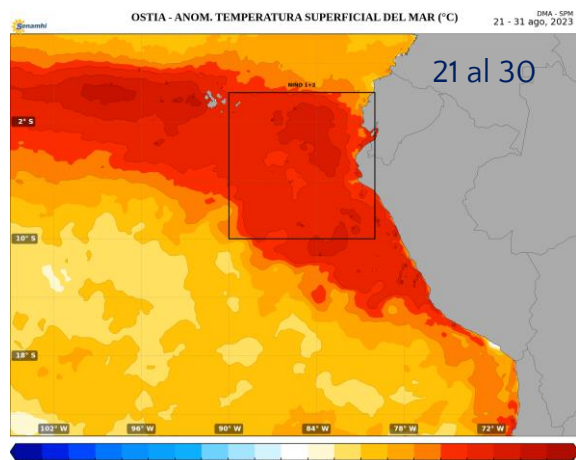 Senamhi
OSTIA - ANOM. TEMPERATURA SUPERFICIAL DEL MAR (°C)
DMA - SPM
21 - 31 ago, 2023
21 al 30
NIÑO 1+2
2° S
10° S
18° S
102° W
96° W
90° W
84° W
78° W
72° W